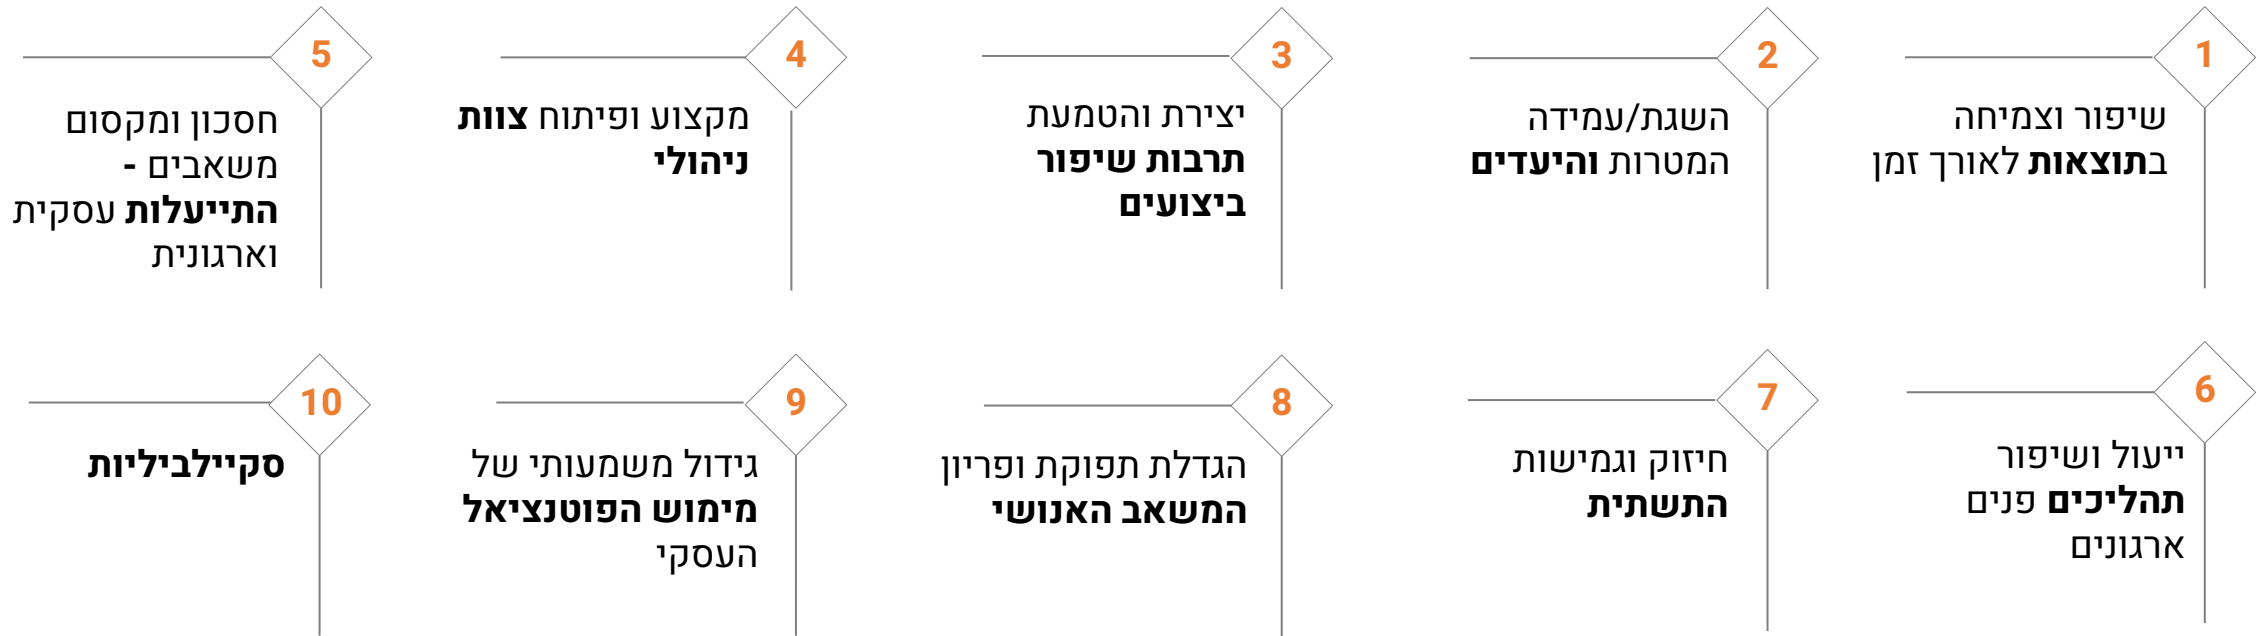 1
שיפור וצמיחה
בתוצאות לאורך זמן
2
השגת/עמידה
המטרות והיעדים
3
יצירת והטמעת
תרבות שיפור
ביצועים
4
מקצוע ופיתוח צוות
ניהולי
5
חסכון ומקסום
משאבים -
התייעלות עסקית
וארגונית
6
ייעול ושיפור
תהליכים פנים
ארגונים
7
חיזוק וגמישות
התשתית
8
הגדלת תפוקת ופריון
המשאב האנושי
9
גידול משמעותי של
מימוש הפוטנציאל
העסקי
10
סקיילביליות